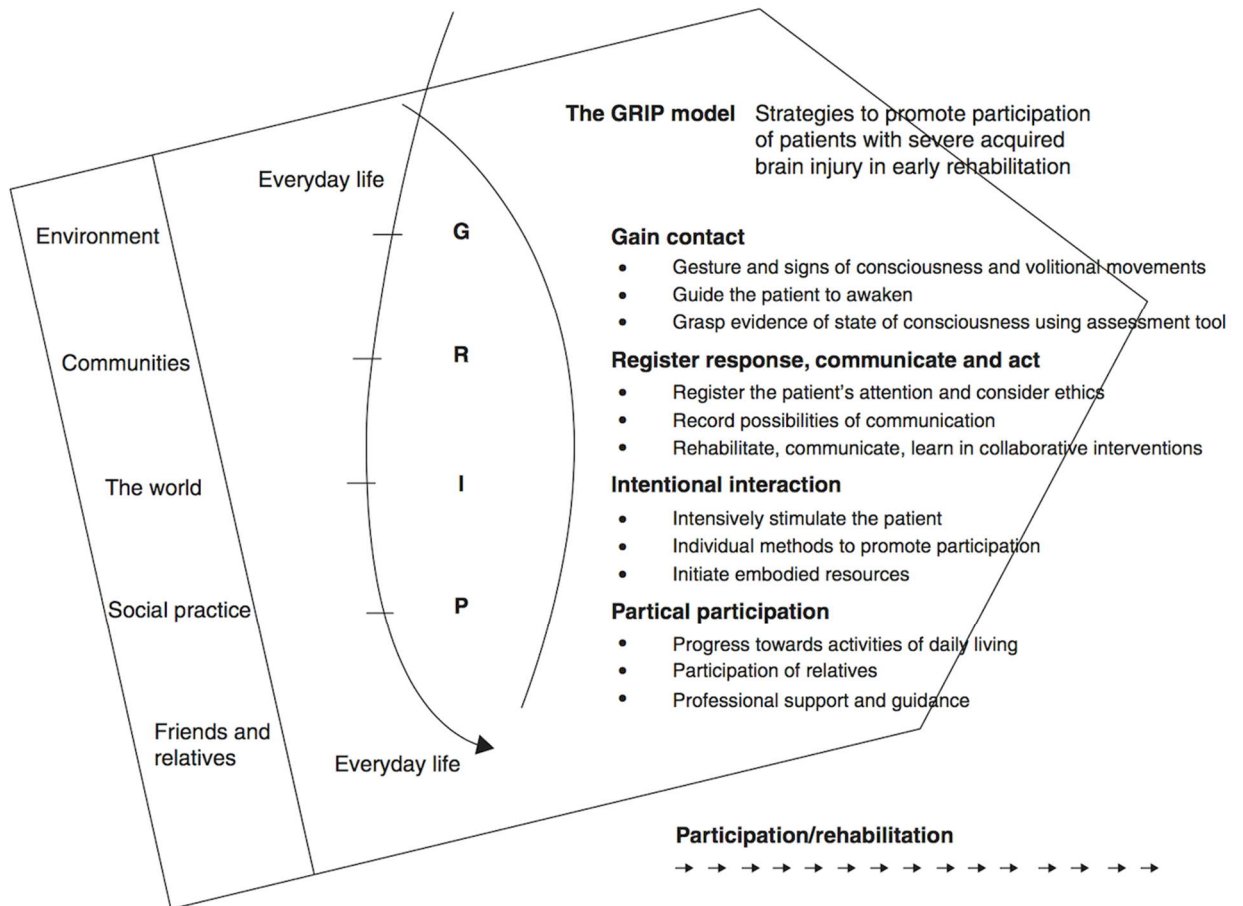 The GRIP model Strategies to promote participation
of patients with severe acquired
brain injury in early rehabilitation
Everyday life
Environment
Communities
The world
Social practice
Friends and
relatives
G
R
I
P
Everyday life
Gain contact
• Gesture and signs of consciousness and volitional movements
• Guide the patient to awaken
• Grasp evidence of state of consciousness using assessment tool
Register response, communicate and act
• Register the patient's attention and consider ethics
• Record possibilities of communication
• Rehabilitate, communicate, learn in collaborative interventions
Intentional interaction
• Intensively stimulate the patient
• Individual methods to promote participation
• Initiate embodied resources
Partical participation
• Progress towards activities of daily living
• Participation of relatives
• Professional support and guidance
Participation/rehabilitation